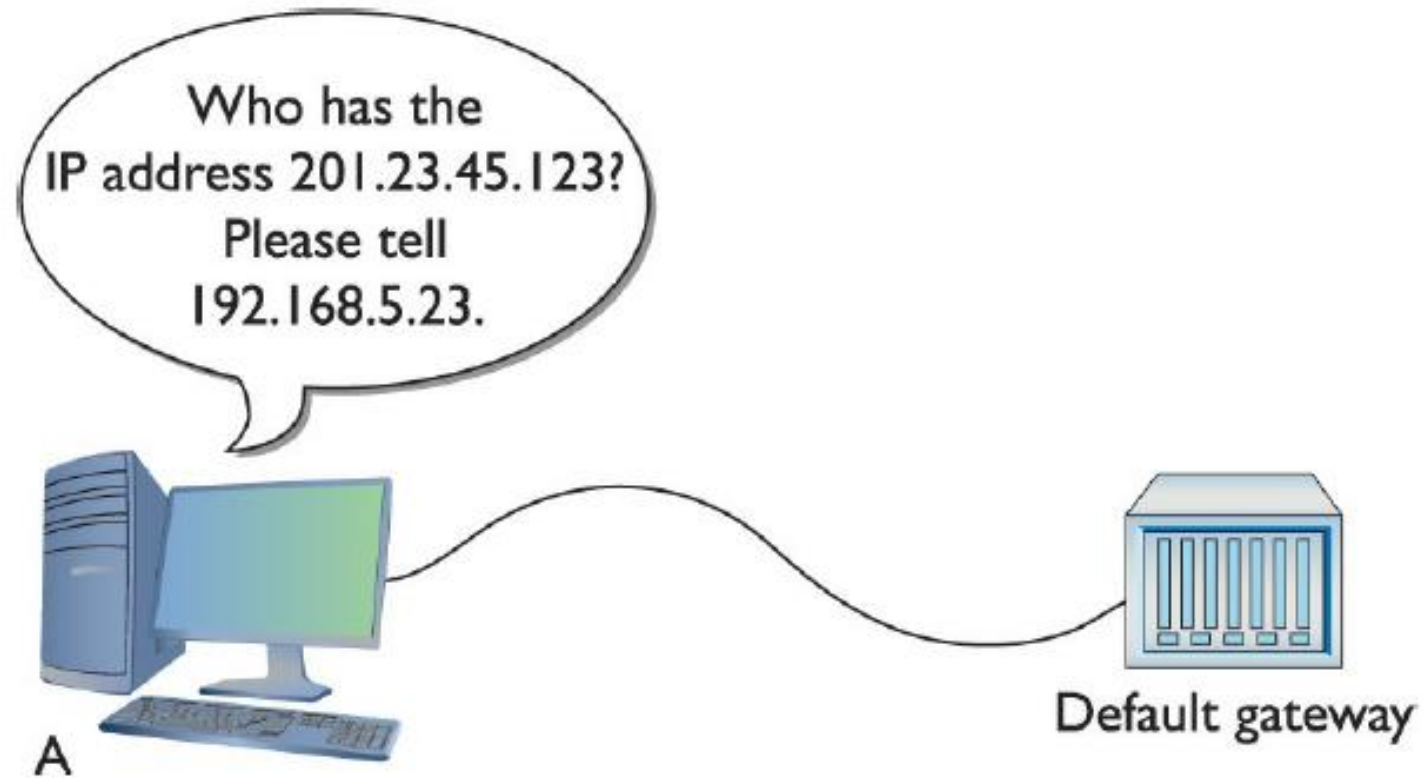 Who has the
IP address 201.23.45.123?
Please tell
192.168.5.23.
A
Default gateway